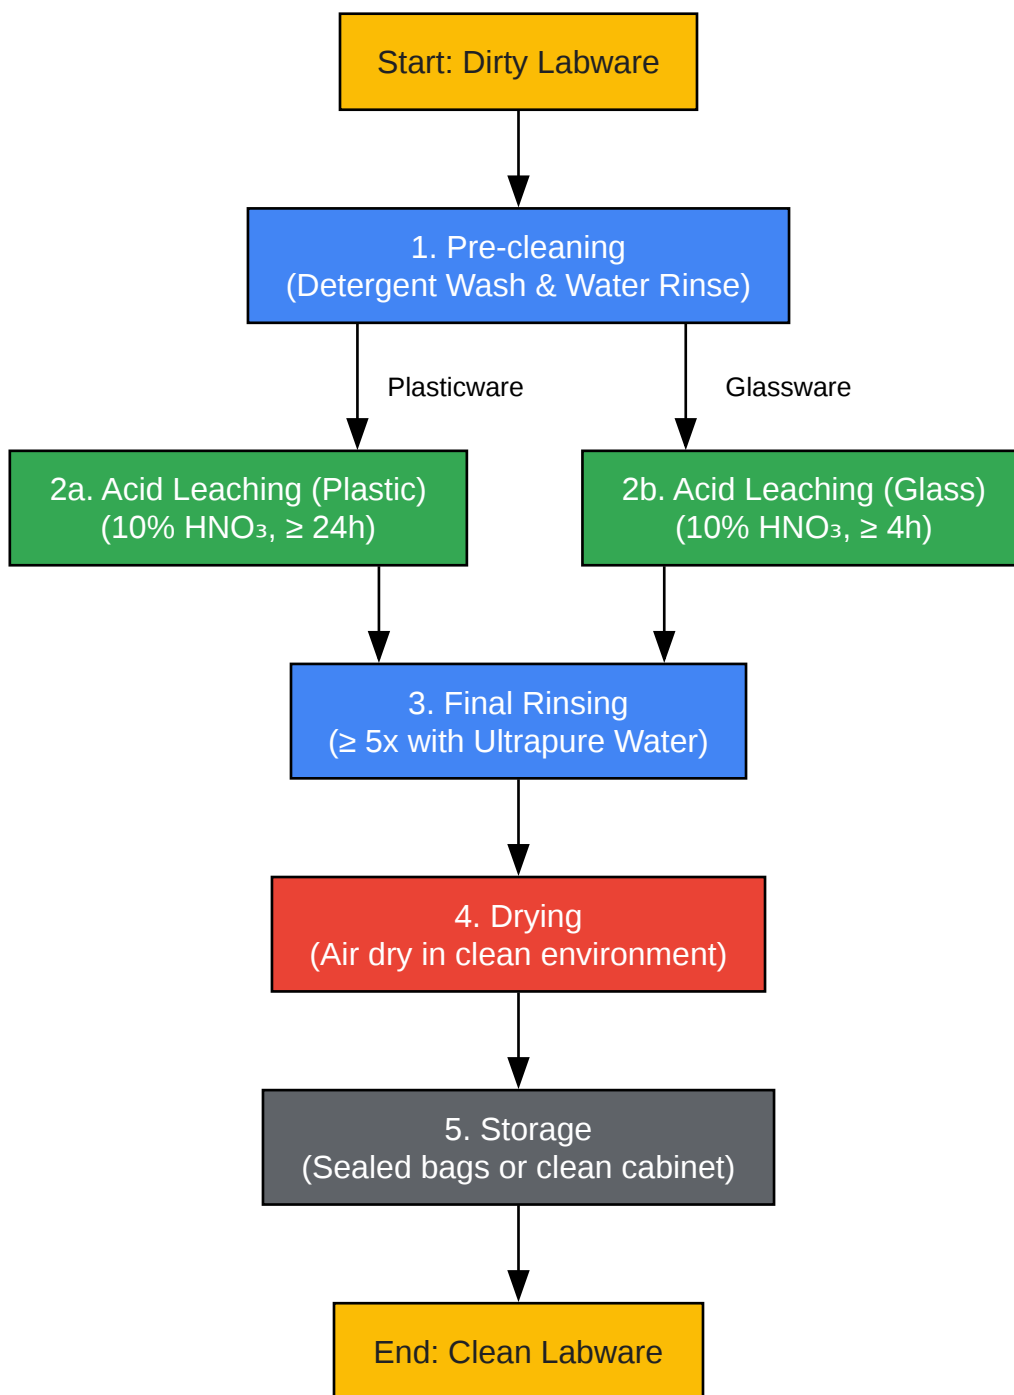 Start: Dirty Labware
1. Pre-cleaning
(Detergent Wash & Water Rinse)
Plasticware
Glassware
2a. Acid Leaching (Plastic)
(10% HNO₃, ≥ 24h)
2b. Acid Leaching (Glass)
(10% HNO₃, ≥ 4h)
3. Final Rinsing
(≥ 5x with Ultrapure Water)
4. Drying
(Air dry in clean environment)
5. Storage
(Sealed bags or clean cabinet)
End: Clean Labware